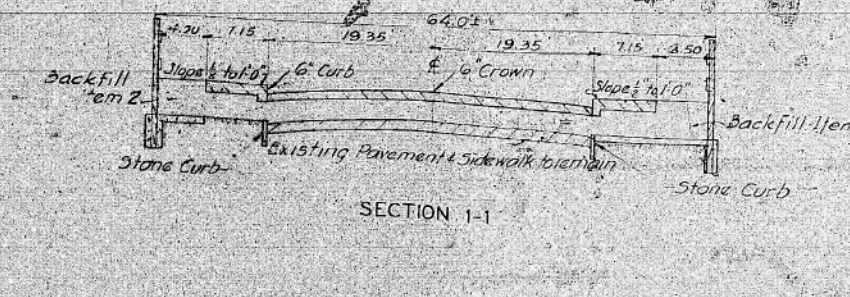 64.0±
4.20 7.15 19.35 19.35 7.15 3.50
Slope ½" to 1'-0" 6" Curb ℄ 6" Crown Slope ½" to 1'-0"
Backfill
em 2
Backfill-Item
Stone Curb Existing Pavement & Sidewalk to remain
Stone Curb
SECTION 1-1